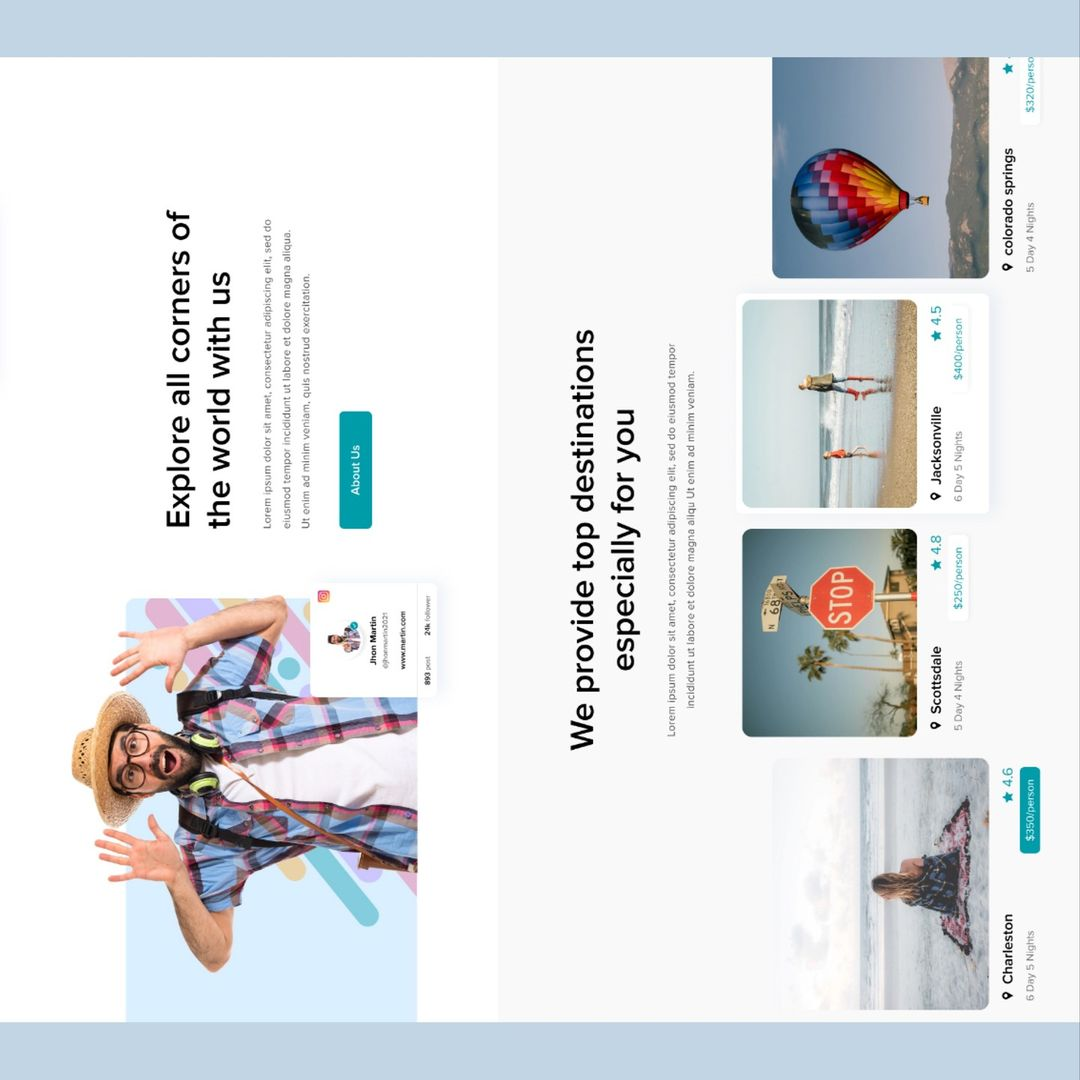 Explore all corners of
the world with us
Lorem ipsum dolor sit amet, consectetur adipiscing elit, sed do
eiusmod tempor incididunt ut labore et dolore magna aliqua.
Ut enim ad minim veniam, quis nostrud exercitation.
About Us
Jhon Martin
@jhonmartin2021
www.martin.com
893 post
24k follower
We provide top destinations
especially for you
Lorem ipsum dolor sit amet, consectetur adipiscing elit, sed do eiusmod tempor
incididunt ut labore et dolore magna aliqu Ut enim ad minim veniam.
Charleston
4.6
6 Day 5 Nights
$350/person
N 68
STOP
Scottsdale
4.8
5 Day 4 Nights
$250/person
Jacksonville
4.5
6 Day 5 Nights
$400/person
colorado springs
5 Day 4 Nights